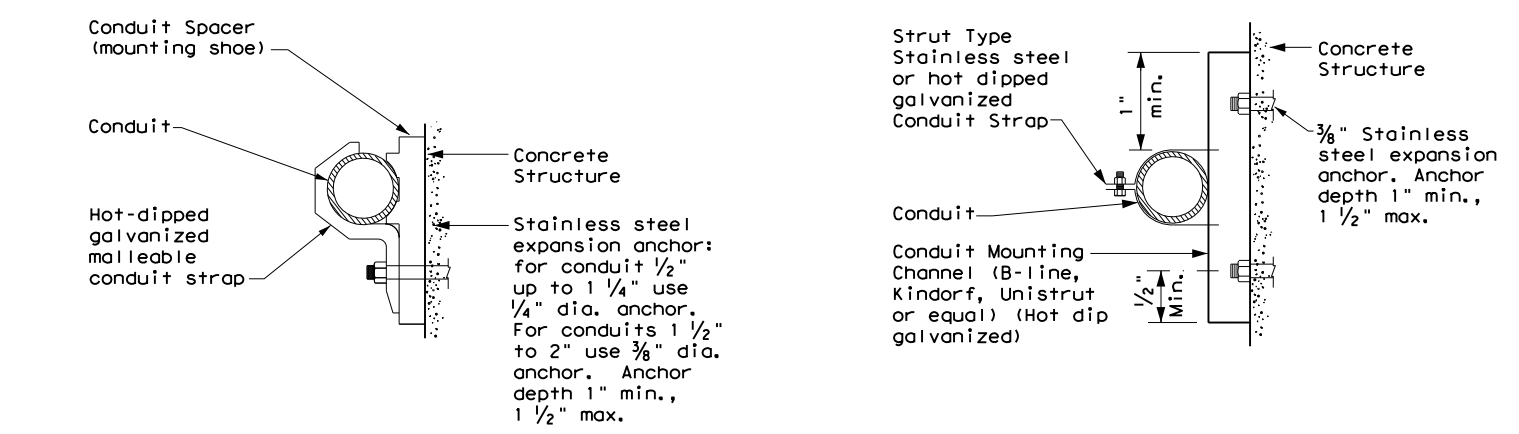 Conduit Spacer
(mounting shoe)
Conduit
Hot-dipped
galvanized
malleable
conduit strap
Concrete
Structure
Stainless steel
expansion anchor:
for conduit 1/2"
up to 1 1/4" use
1/4" dia. anchor.
For conduits 1 1/2"
to 2" use 3/8" dia.
anchor. Anchor
depth 1" min.,
1 1/2" max.
Strut Type
Stainless steel
or hot dipped
galvanized
Conduit Strap
1"
min.
Conduit
Conduit Mounting
Channel (B-line,
Kindorf, Unistrut
or equal) (Hot dip
galvanized)
1/2"
Min.
Concrete
Structure
3/8" Stainless
steel expansion
anchor. Anchor
depth 1" min.,
1 1/2" max.